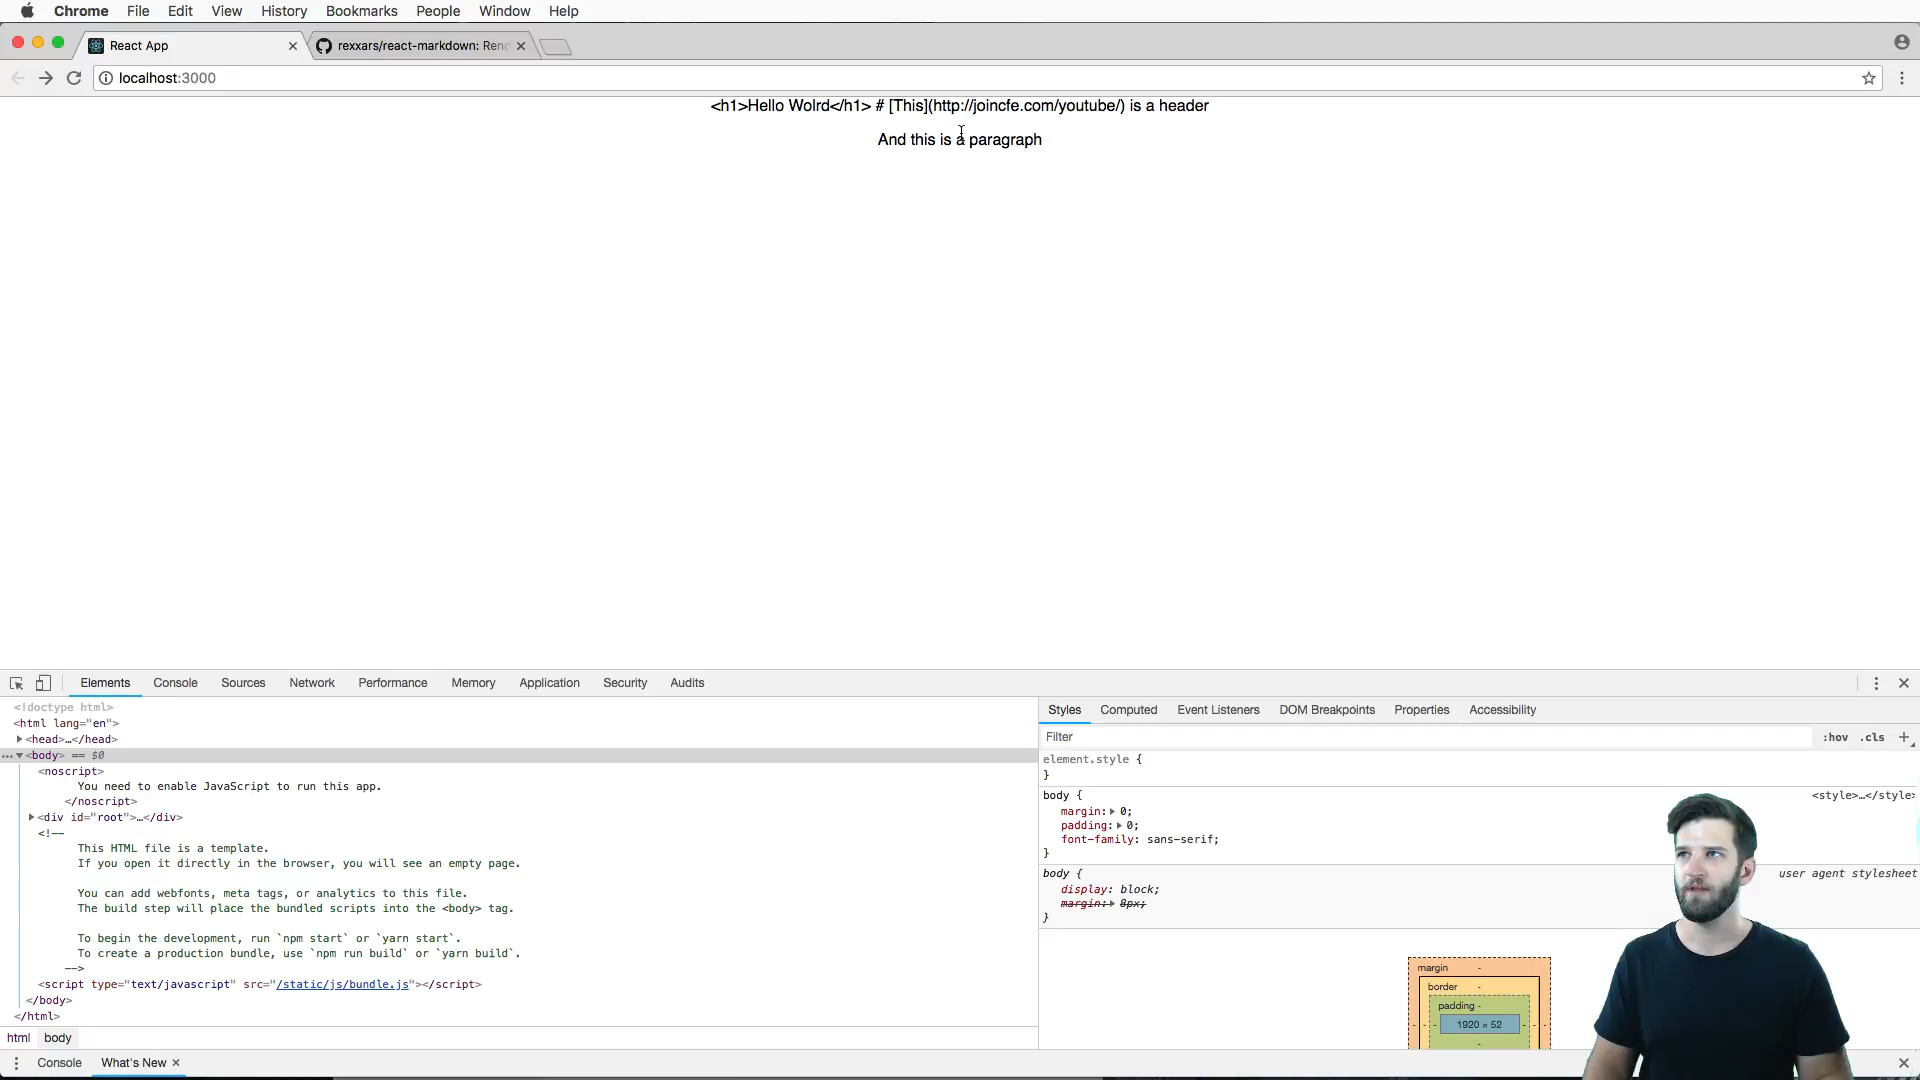 Chrome File Edit View History Bookmarks People Window Help
React App
rexxars/react-markdown: Rend
localhost:3000
<h1>Hello Wolrd</h1> # [This](http://joincfe.com/youtube/) is a header
And this is a paragraph
Elements Console Sources Network Performance Memory Application Security Audits
<!doctype html>
<html lang="en">
<head>…</head>
<body> == $0
<noscript>
You need to enable JavaScript to run this app.
</noscript>
<div id="root">…</div>
<!--
This HTML file is a template.
If you open it directly in the browser, you will see an empty page.
You can add webfonts, meta tags, or analytics to this file.
The build step will place the bundled scripts into the <body> tag.
To begin the development, run `npm start` or `yarn start`.
To create a production bundle, use `npm run build` or `yarn build`.
-->
<script type="text/javascript" src="/static/js/bundle.js"></script>
</body>
</html>
html body
Styles Computed Event Listeners DOM Breakpoints Properties Accessibility
Filter :hov .cls +
element.style {
}
body { <style>…</style>
margin: 0;
padding: 0;
font-family: sans-serif;
}
body { user agent stylesheet
display: block;
margin: 8px;
}
margin -
border -
padding -
- - - 1920 × 52 - - -
-
Console What's New